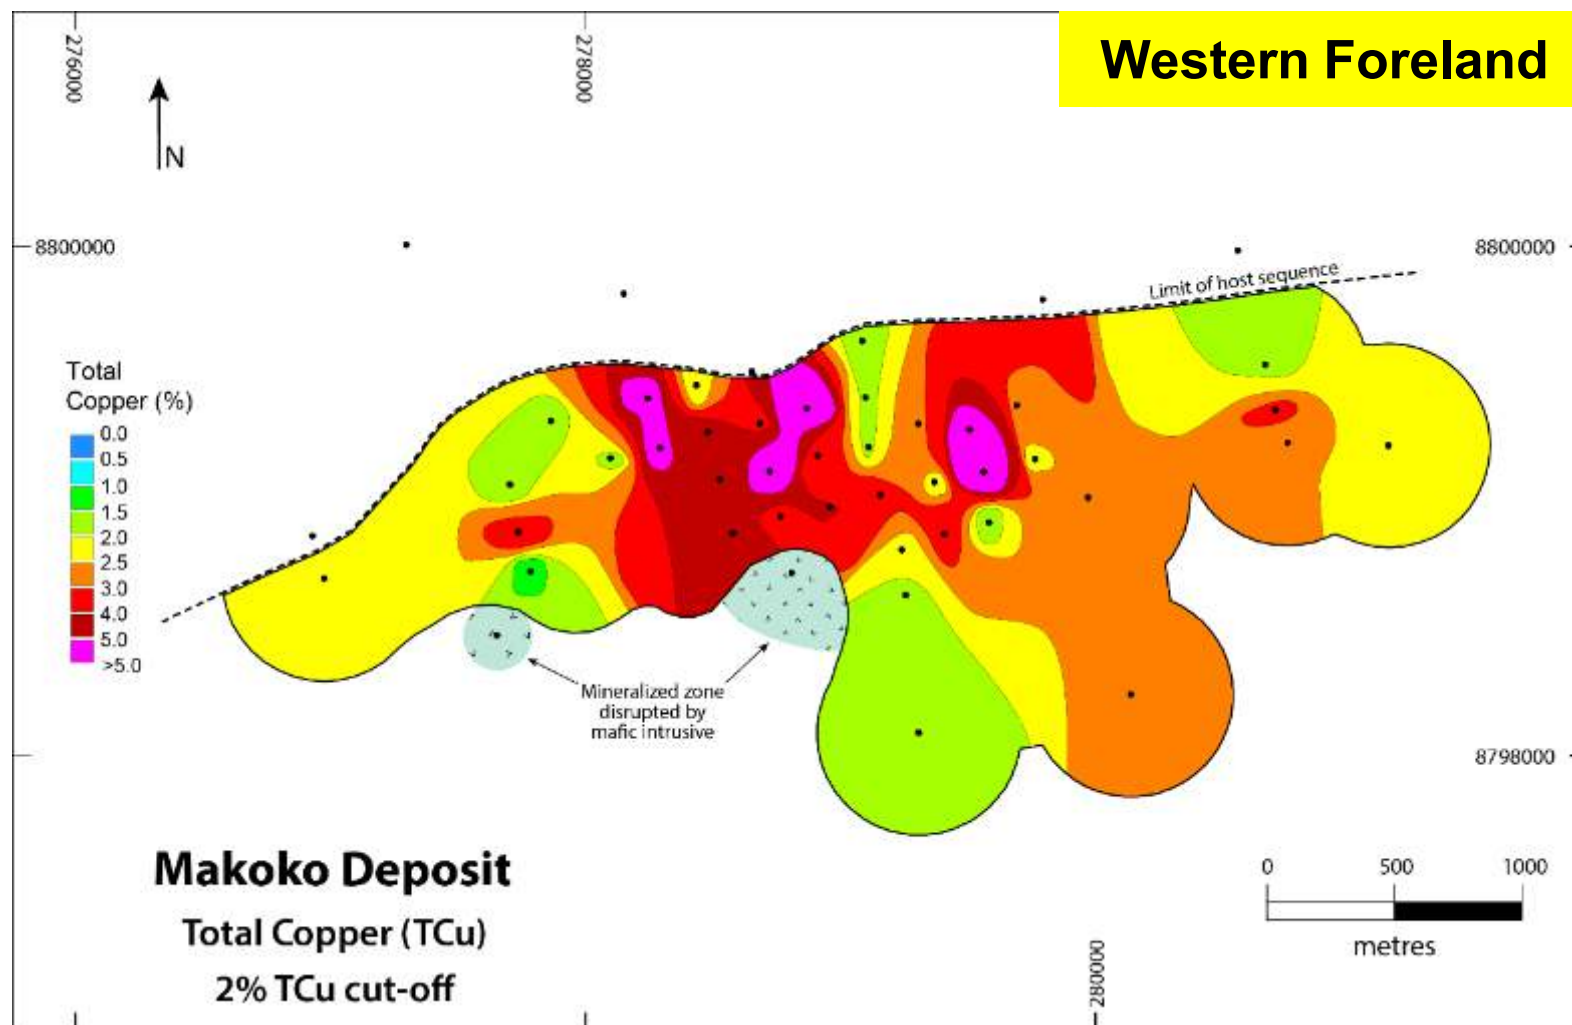 276000
278000
Western Foreland
N
8800000
8800000
Limit of host sequence
Total
Copper (%)
0.0
0.5
1.0
1.5
2.0
2.5
3.0
4.0
5.0
>5.0
Mineralized zone
disrupted by
mafic intrusive
8798000
Makoko Deposit
Total Copper (TCu)
2% TCu cut-off
0 500 1000
metres
280000